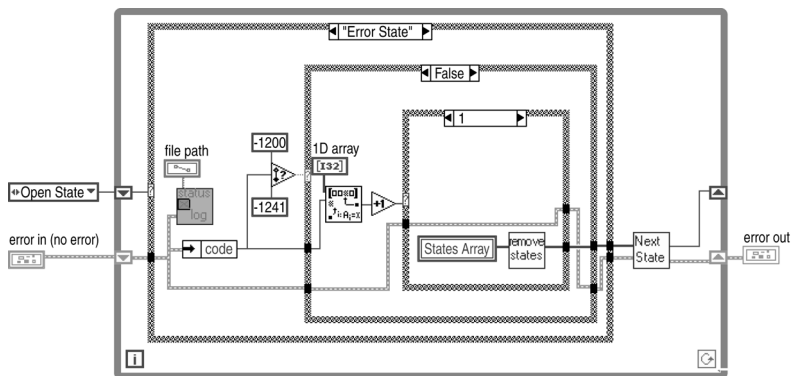 "Error State"
False
1
file path
-1200
1D array
[I32]
Open State
status
log
?
-1241
i:Aj=X
+1
error in (no error)
code
States Array
remove
states
Next
State
error out
i